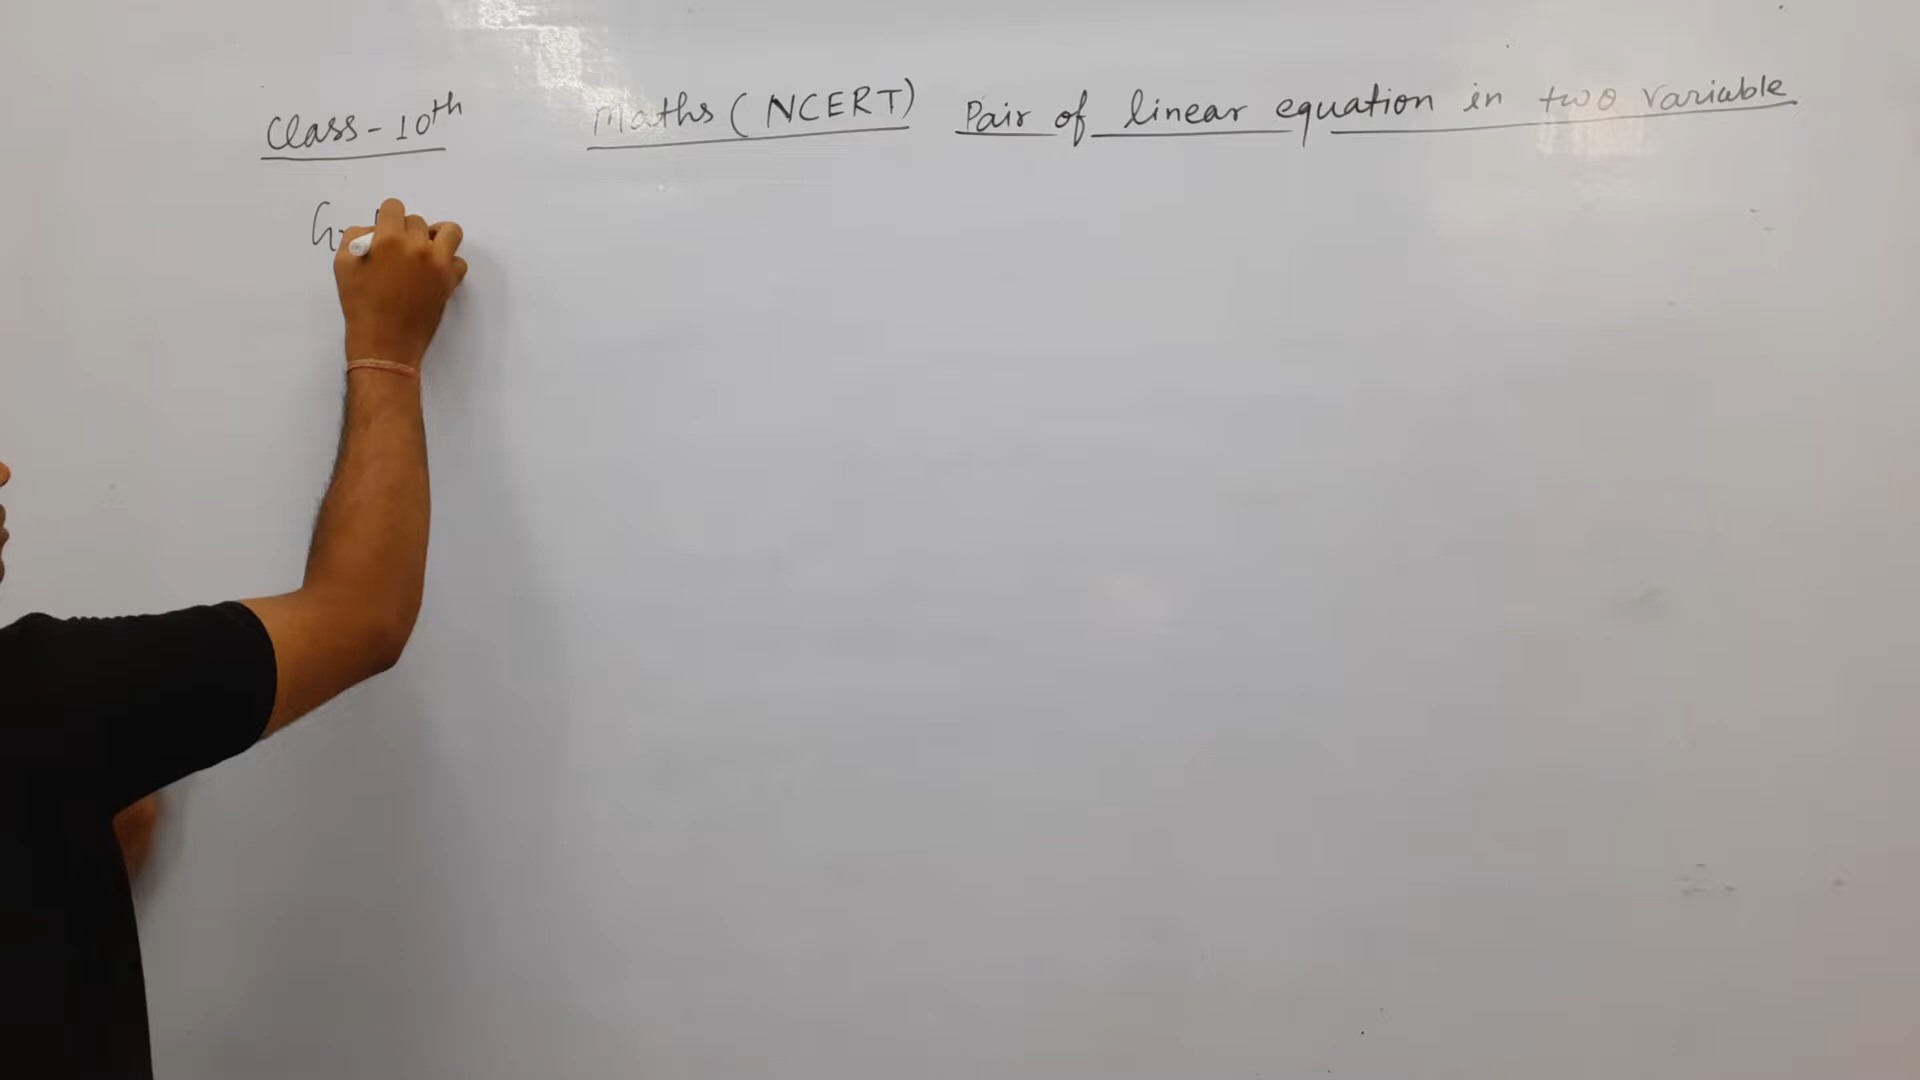 Class - 10th Maths (NCERT) Pair of linear equation in two variable